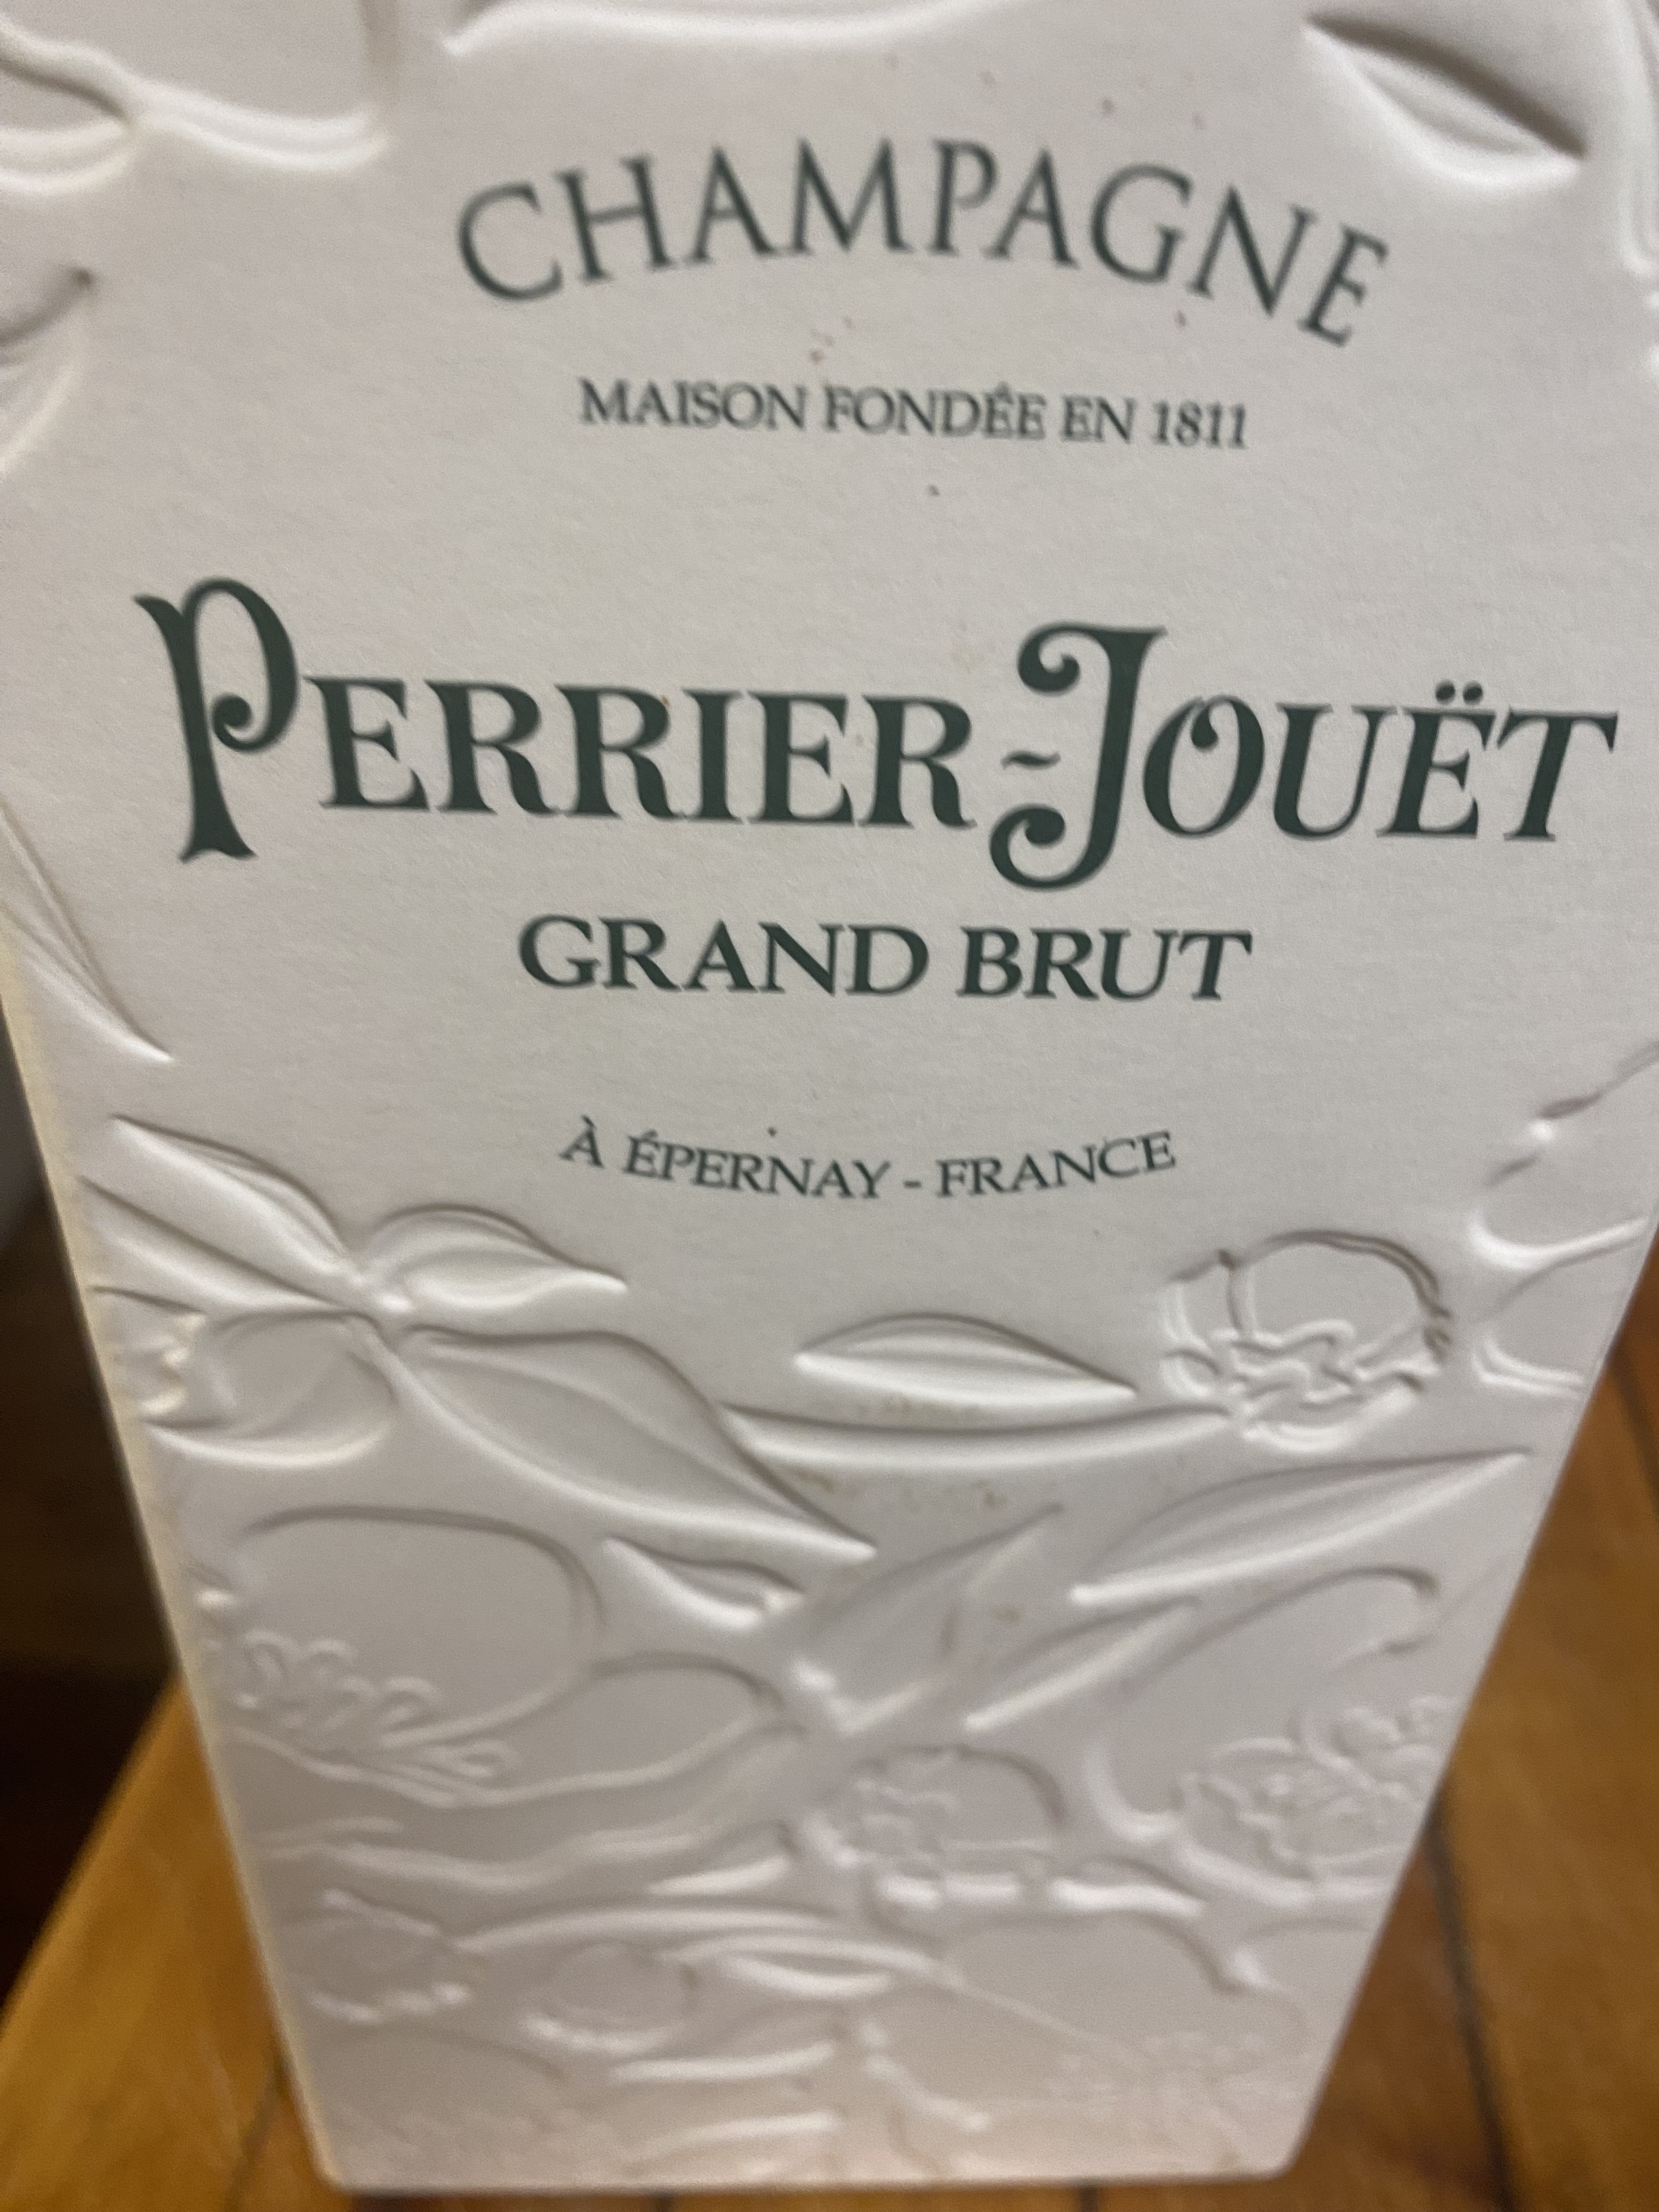 CHAMPAGNE
MAISON FONDÉE EN 1811
PERRIER-JOUËT
GRAND BRUT
À ÉPERNAY - FRANCE